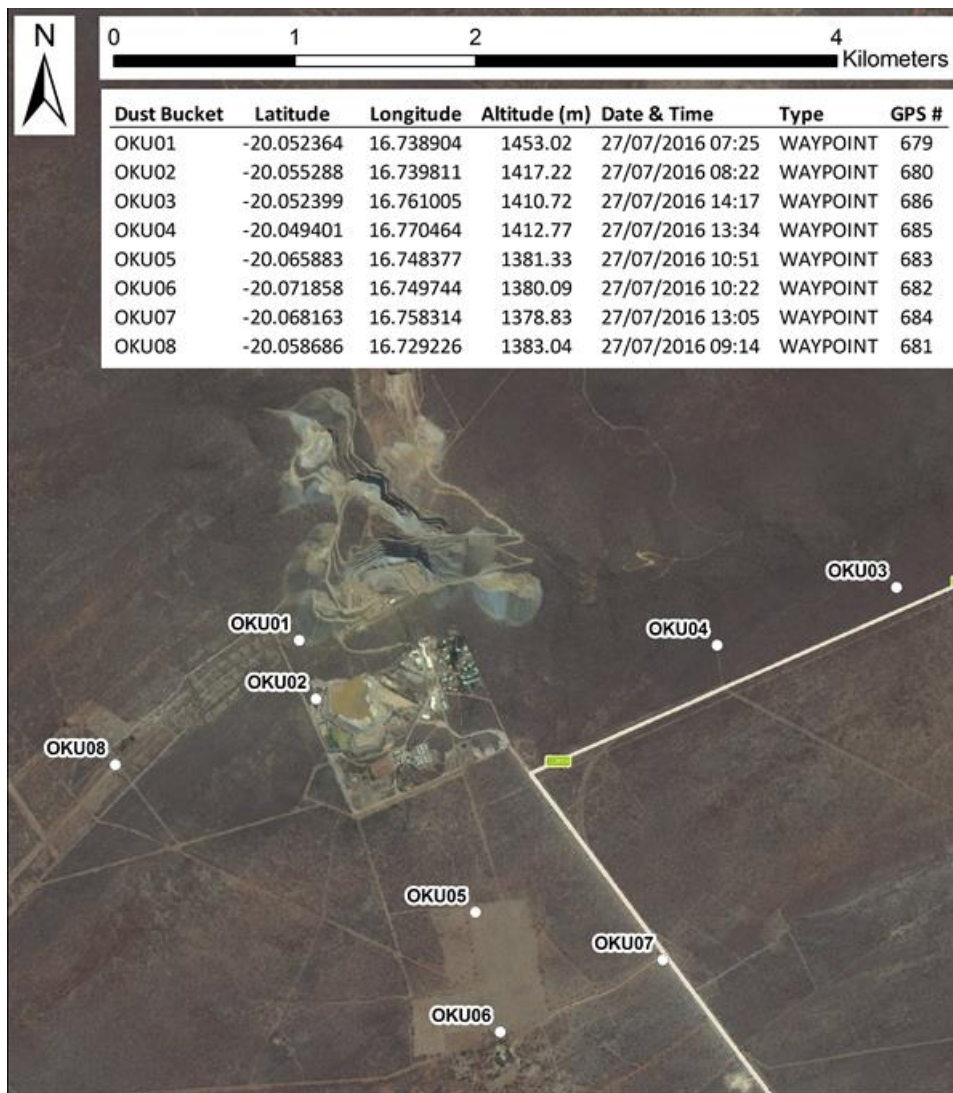 N
0 1 2 4
Kilometers
Dust Bucket Latitude Longitude Altitude (m) Date & Time Type GPS #
OKU01 -20.052364 16.738904 1453.02 27/07/2016 07:25 WAYPOINT 679
OKU02 -20.055288 16.739811 1417.22 27/07/2016 08:22 WAYPOINT 680
OKU03 -20.052399 16.761005 1410.72 27/07/2016 14:17 WAYPOINT 686
OKU04 -20.049401 16.770464 1412.77 27/07/2016 13:34 WAYPOINT 685
OKU05 -20.065883 16.748377 1381.33 27/07/2016 10:51 WAYPOINT 683
OKU06 -20.071858 16.749744 1380.09 27/07/2016 10:22 WAYPOINT 682
OKU07 -20.068163 16.758314 1378.83 27/07/2016 13:05 WAYPOINT 684
OKU08 -20.058686 16.729226 1383.04 27/07/2016 09:14 WAYPOINT 681
OKU03
OKU01
OKU04
OKU02
OKU08
OKU05
OKU07
OKU06